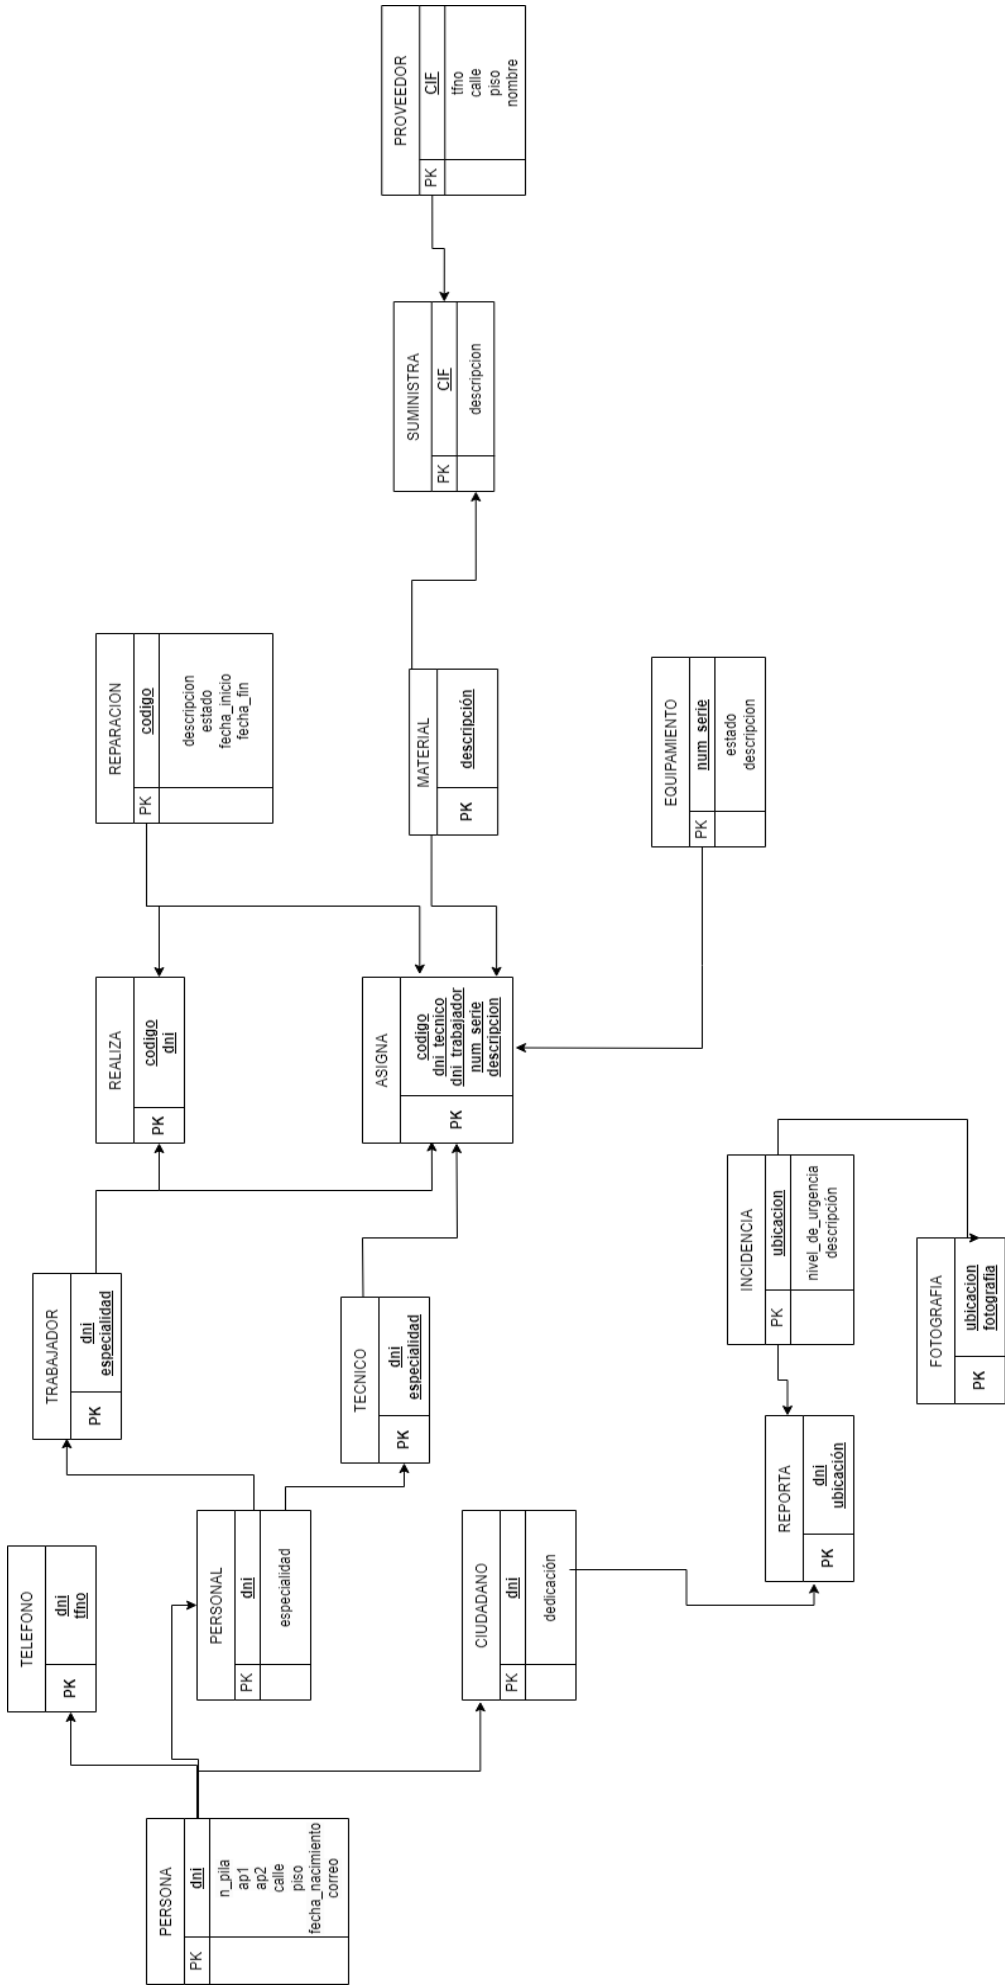 PERSONA
PK
dni
n_pila
ap1
ap2
calle
piso
fecha_nacimiento
correo
TELEFONO
PK
dni
tfno
PERSONAL
PK
dni
especialidad
CIUDADANO
PK
dni
dedicación
TRABAJADOR
PK
dni
especialidad
TECNICO
PK
dni
especialidad
REPORTA
PK
dni
ubicación
INCIDENCIA
PK
ubicacion
nivel_de_urgencia
descripción
FOTOGRAFIA
PK
ubicacion
fotografia
REALIZA
PK
codigo
dni
ASIGNA
PK
codigo
dni_tecnico
dni_trabajador
num_serie
descripcion
REPARACION
PK
codigo
descripcion
estado
fecha_inicio
fecha_fin
MATERIAL
PK
descripción
EQUIPAMIENTO
PK
num_serie
estado
descripcion
SUMINISTRA
PK
CIF
descripcion
PROVEEDOR
PK
CIF
tfno
calle
piso
nombre